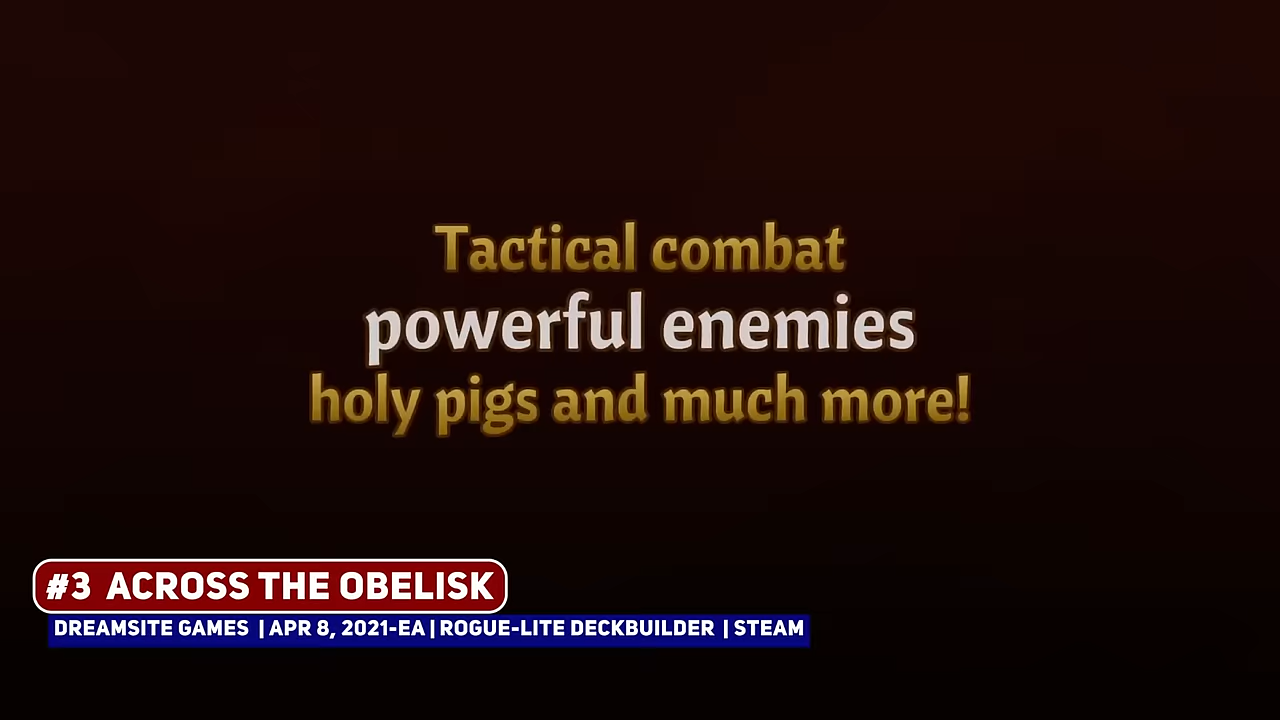 Tactical combat
powerful enemies
holy pigs and much more!
#3 ACROSS THE OBELISK
DREAMSITE GAMES | APR 8, 2021-EA | ROGUE-LITE DECKBUILDER | STEAM